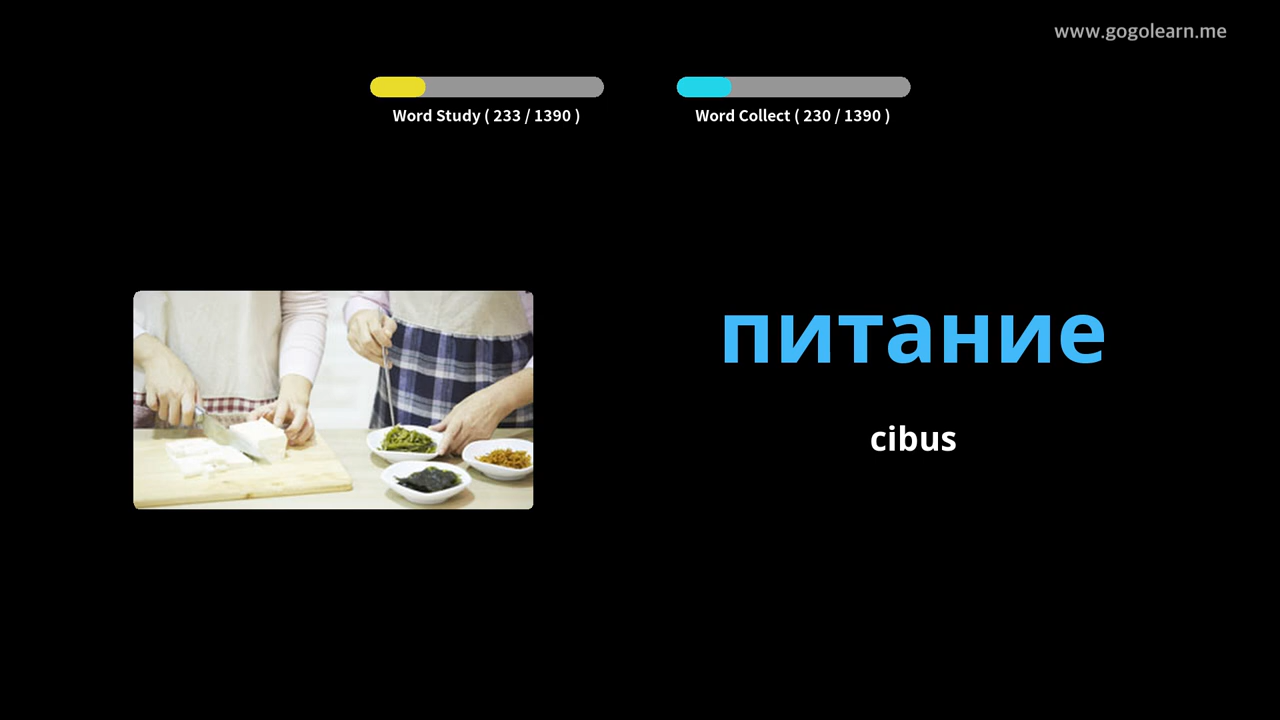 www.gogolearn.me
Word Study ( 233 / 1390 )
Word Collect ( 230 / 1390 )
питание
cibus